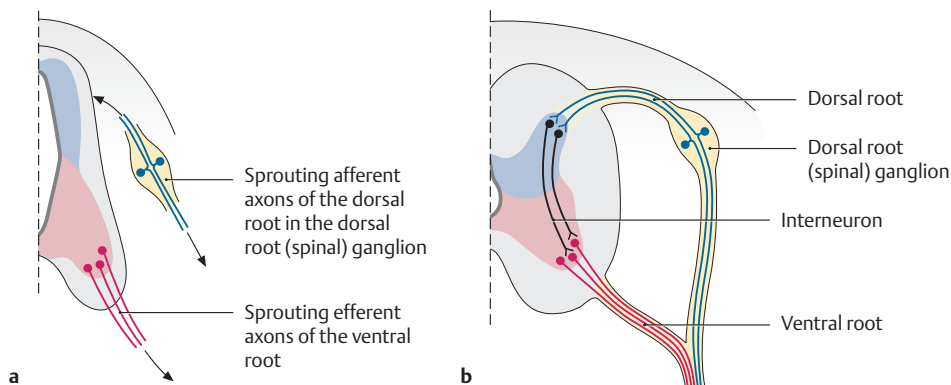 Sprouting afferent
axons of the dorsal
root in the dorsal
root (spinal) ganglion
Sprouting efferent
axons of the ventral
root
a
Dorsal root
Dorsal root
(spinal) ganglion
Interneuron
Ventral root
b